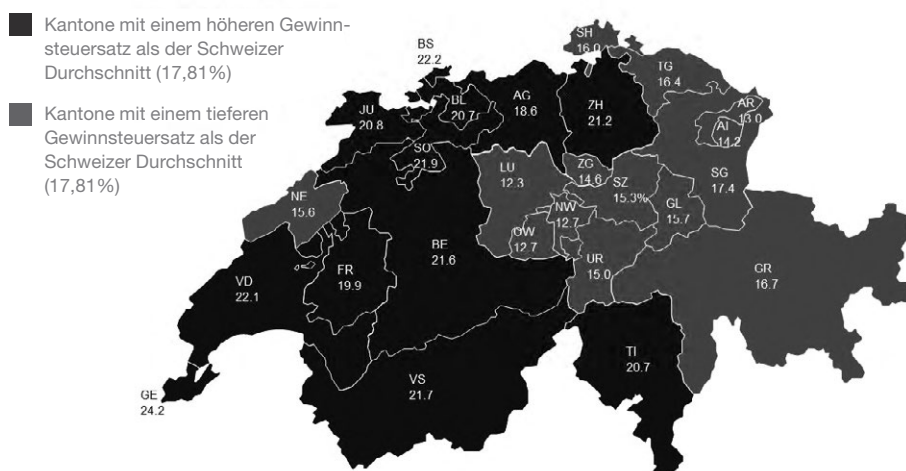 Kantone mit einem höheren Gewinn-
steuersatz als der Schweizer
Durchschnitt (17,81%)
Kantone mit einem tieferen
Gewinnsteuersatz als der
Schweizer Durchschnitt
(17,81%)
SH
16.0
BS
22.2
TG
16.4
JU
20.8
BL
20.7
AG
18.6
ZH
21.2
AR
13.0
AI
14.2
SO
21.9
LU
12.3
ZG
14.6
SZ
15.3%
SG
17.4
NE
15.6
NW
12.7
GL
15.7
OW
12.7
BE
21.6
UR
15.0
GR
16.7
VD
22.1
FR
19.9
TI
20.7
VS
21.7
GE
24.2